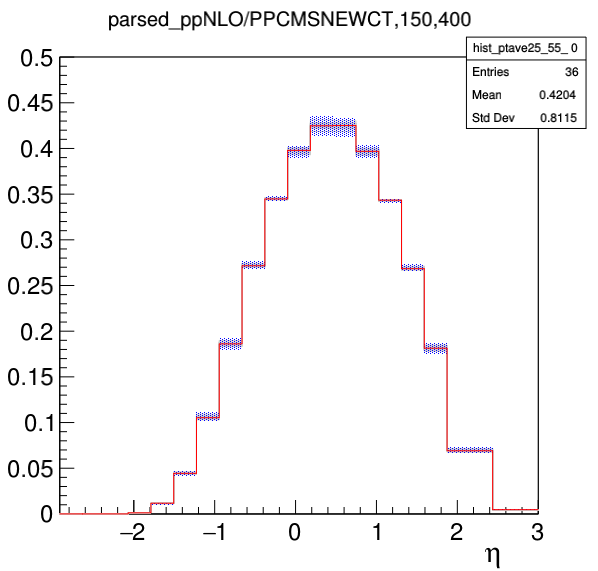 parsed_ppNLO/PPCMSNEWCT,150,400
hist_ptave25_55_ 0
Entries 36
Mean 0.4204
Std Dev 0.8115
0.5
0.45
0.4
0.35
0.3
0.25
0.2
0.15
0.1
0.05
0
−2 −1 0 1 2 3
η